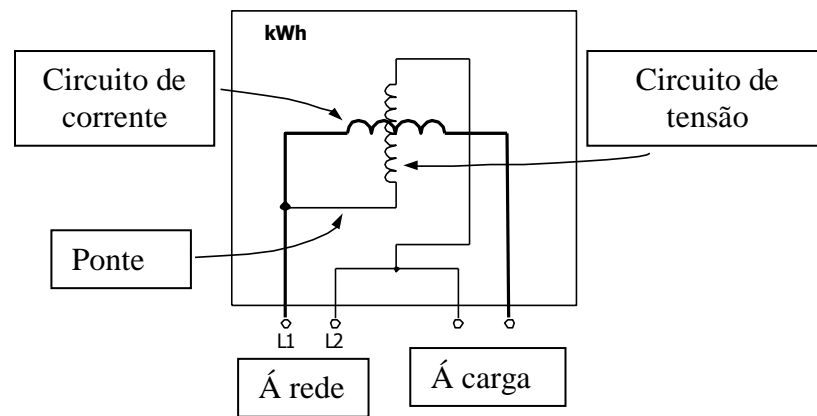 kWh
Circuito de
corrente
Circuito de
tensão
Ponte
L1 L2
Á rede
Á carga